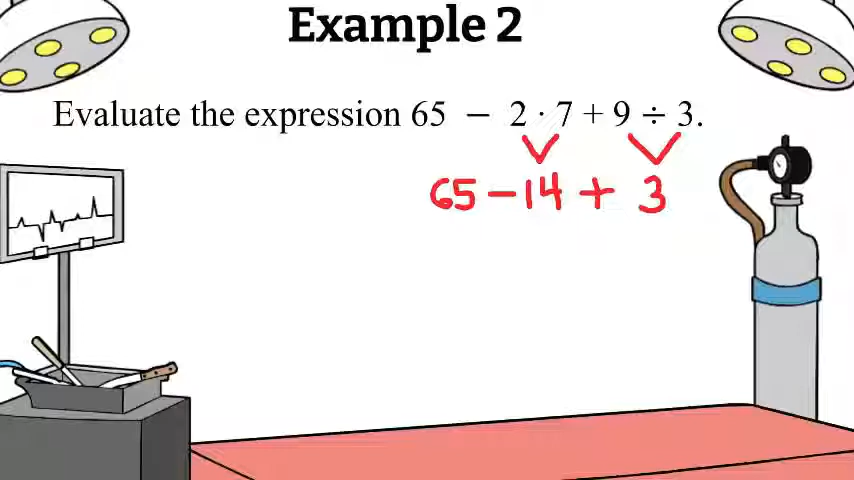 Example 2
Evaluate the expression 65 − 2 · 7 + 9 ÷ 3.
65 − 14 + 3